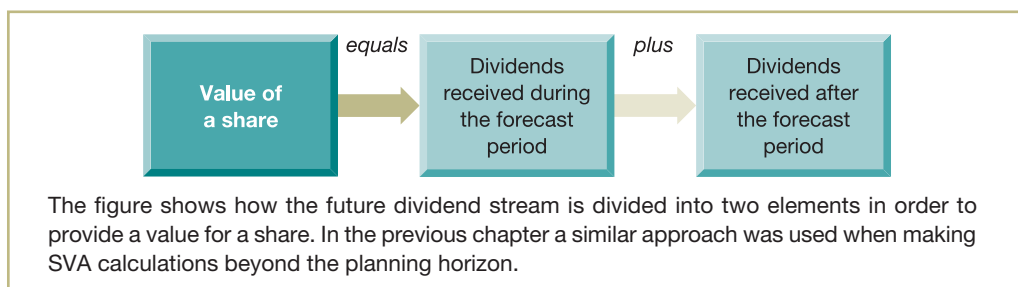 equals
plus
Value of
a share
Dividends
received during
the forecast
period
Dividends
received after
the forecast
period
The figure shows how the future dividend stream is divided into two elements in order to
provide a value for a share. In the previous chapter a similar approach was used when making
SVA calculations beyond the planning horizon.